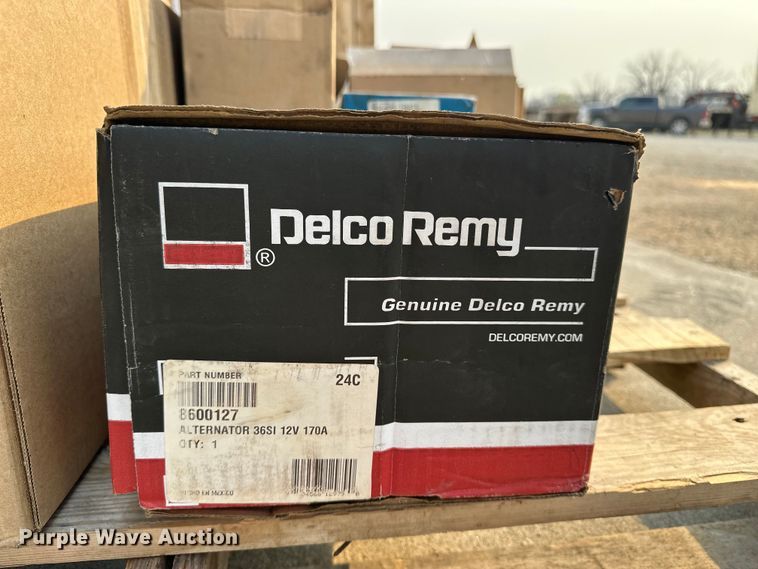 Delco Remy
®
Genuine Delco Remy
DELCOREMY.COM
PART NUMBER
24C
8600127
ALTERNATOR 36SI 12V 170A
QTY: 1
Purple Wave Auction